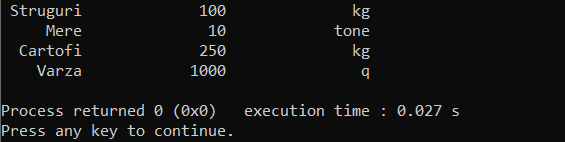 Struguri 100 kg
Mere 10 tone
Cartofi 250 kg
Varza 1000 q
Process returned 0 (0x0) execution time : 0.027 s
Press any key to continue.